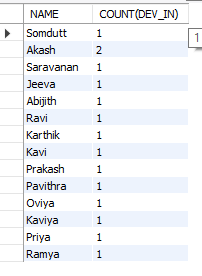 NAME COUNT(DEV_IN)
Somdutt 1
Akash 2
Saravanan 1
Jeeva 1
Abijith 1
Ravi 1
Karthik 1
Kavi 1
Prakash 1
Pavithra 1
Oviya 1
Kaviya 1
Priya 1
Ramya 1
1